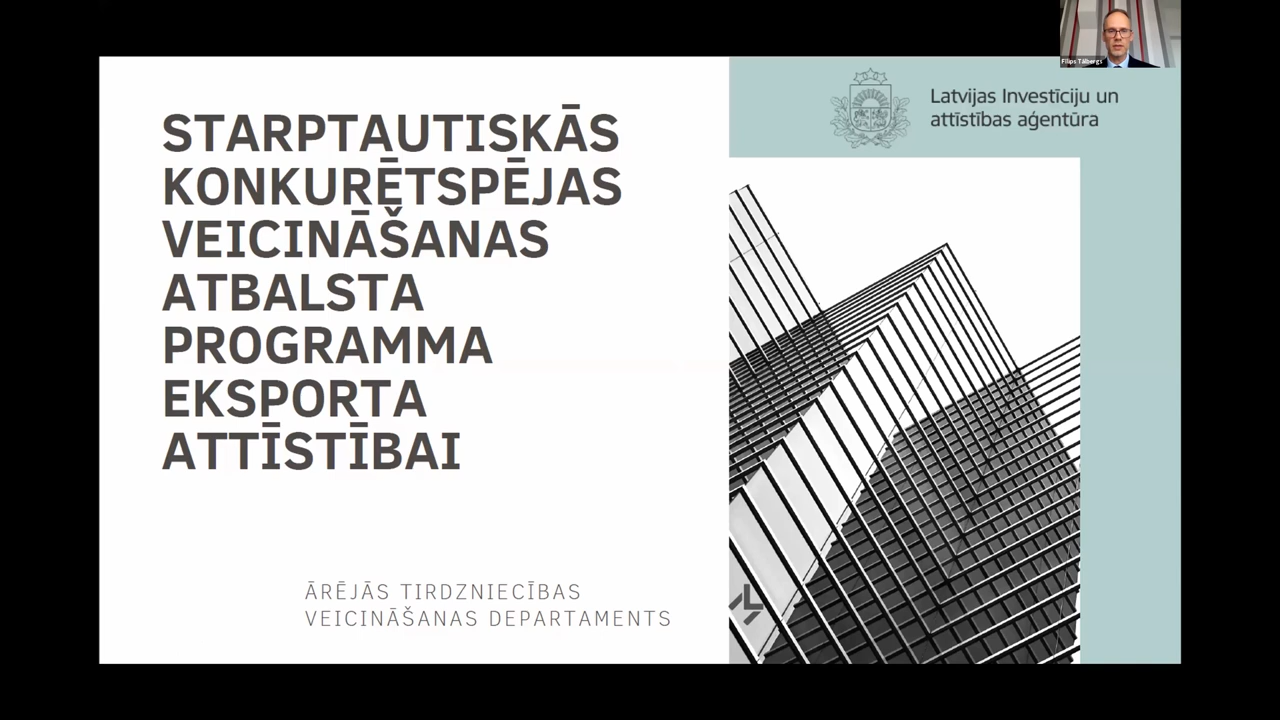 STARPTAUTISKĀS
KONKURĒTSPĒJAS
VEICINĀŠANAS
ATBALSTA
PROGRAMMA
EKSPORTA
ATTĪSTĪBAI
ĀRĒJĀS TIRDZNIECĪBAS
VEICINĀŠANAS DEPARTAMENTS
Latvijas Investīciju un
attīstības aģentūra
Filips Tālbergs